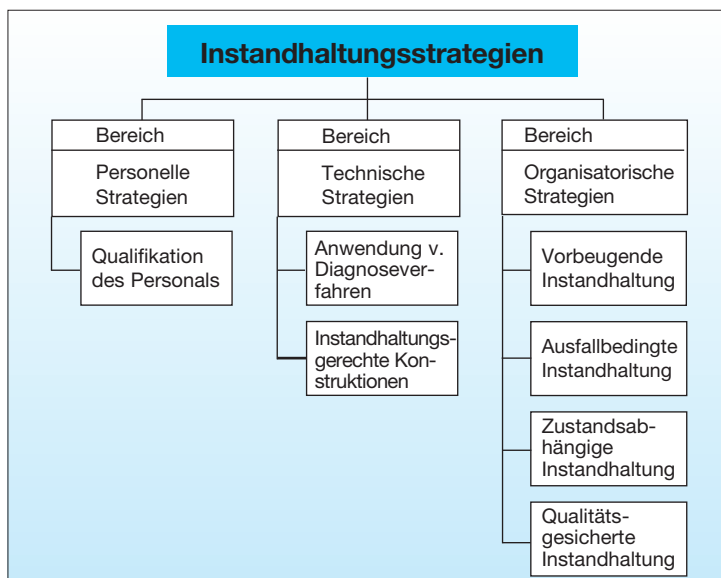 Instandhaltungsstrategien
Bereich
Personelle
Strategien
Qualifikation
des Personals
Bereich
Technische
Strategien
Anwendung v.
Diagnosever-
fahren
Instandhaltungs-
gerechte Kon-
struktionen
Bereich
Organisatorische
Strategien
Vorbeugende
Instandhaltung
Ausfallbedingte
Instandhaltung
Zustandsab-
hängige
Instandhaltung
Qualitäts-
gesicherte
Instandhaltung